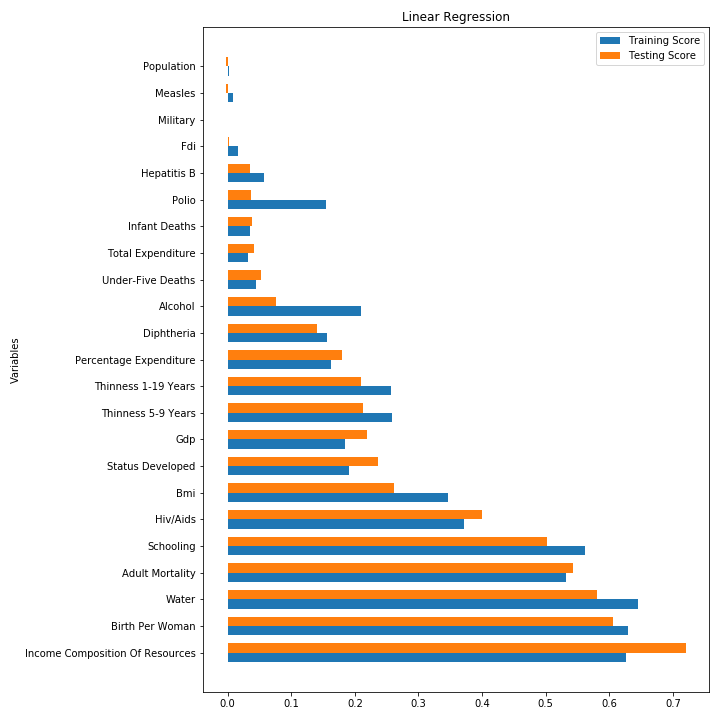 Linear Regression
Training Score
Testing Score
Population
Measles
Military
Fdi
Hepatitis B
Polio
Infant Deaths
Total Expenditure
Under-Five Deaths
Alcohol
Diphtheria
Percentage Expenditure
Thinness 1-19 Years
Thinness 5-9 Years
Gdp
Status Developed
Bmi
Hiv/Aids
Schooling
Adult Mortality
Water
Birth Per Woman
Income Composition Of Resources
Variables
0.0 0.1 0.2 0.3 0.4 0.5 0.6 0.7